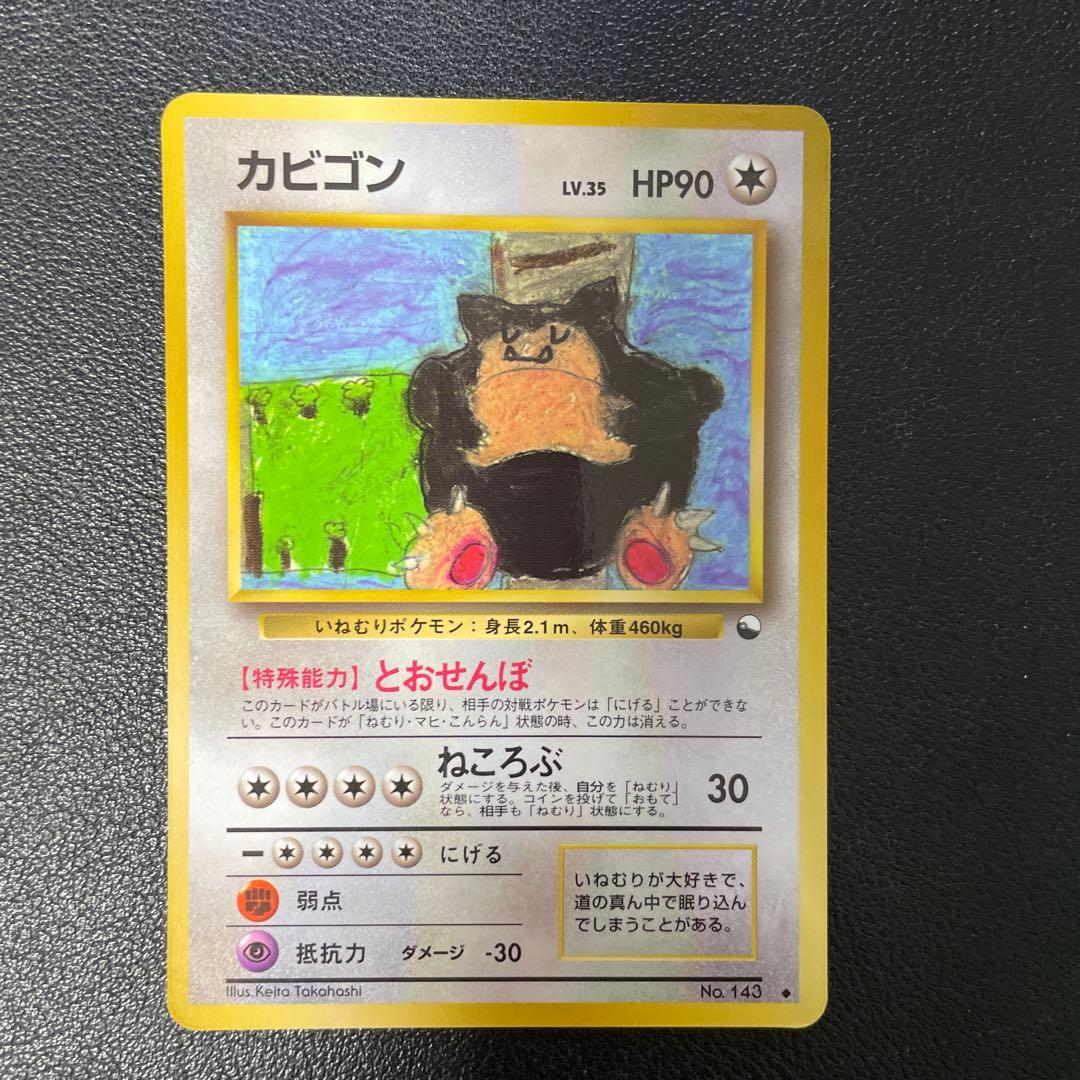 カビゴン
LV.35 HP90
いねむりポケモン：身長2.1m、体重460kg
【特殊能力】とおせんぼ
このカードがバトル場にいる限り、相手の対戦ポケモンは「にげる」ことができな
い。このカードが「ねむり・マヒ・こんらん」状態の時、この力は消える。
ねころぶ
ダメージを与えた後、自分を「ねむり」
状態にする。コインを投げて「おもて」
なら、相手も「ねむり」状態にする。
30
にげる
弱点
抵抗力 ダメージ -30
いねむりが大好きで、
道の真ん中で眠り込ん
でしまうことがある。
Illus.Keita Takahashi
No. 143